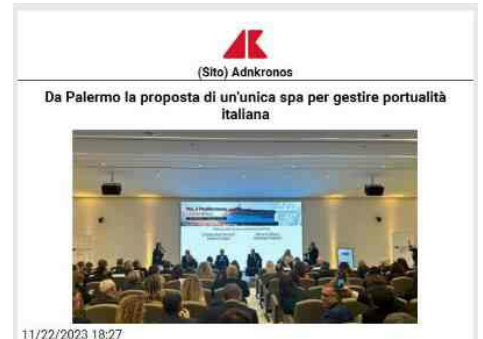 (Sito) Adnkronos
Da Palermo la proposta di un'unica spa per gestire portualità
italiana
11/22/2023 18:27